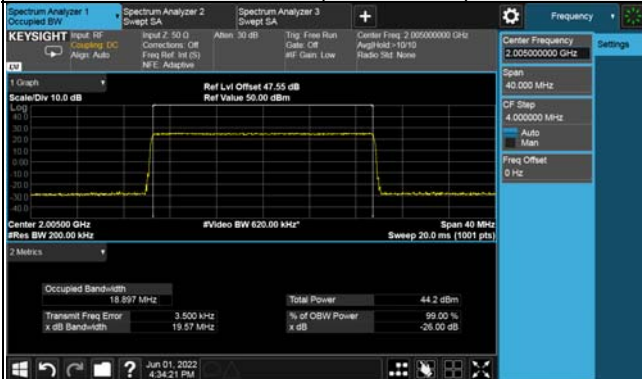 Spectrum Analyzer 1
Occupied BW
Spectrum Analyzer 2
Swept SA
Spectrum Analyzer 3
Swept SA
Frequency
KEYSIGHT
Input: RF
Coupling: DC
Align: Auto
Input Z: 50 Ω
Corrections: Off
Freq Ref: Int (S)
NFE: Adaptive
Atten: 30 dB
Trig: Free Run
Gate: Off
#IF Gain: Low
Center Freq: 2.005000000 GHz
Avg|Hold:>10/10
Radio Std: None
LXI
1 Graph
Scale/Div 10.0 dB
Ref Lvl Offset 47.55 dB
Ref Value 50.00 dBm
Log
40.0
30.0
20.0
10.0
0.00
-10.0
-20.0
-30.0
-40.0
Center 2.00500 GHz
#Res BW 200.00 kHz
#Video BW 620.00 kHz*
Span 40 MHz
Sweep 20.0 ms (1001 pts)
2 Metrics
Occupied Bandwidth
18.897 MHz
Total Power
44.2 dBm
Transmit Freq Error
3.500 kHz
% of OBW Power
99.00 %
x dB Bandwidth
19.57 MHz
x dB
-26.00 dB
Center Frequency
2.005000000 GHz
Settings
Span
40.000 MHz
CF Step
4.000000 MHz
Auto
Man
Freq Offset
0 Hz
?
Jun 01, 2022
4:34:21 PM